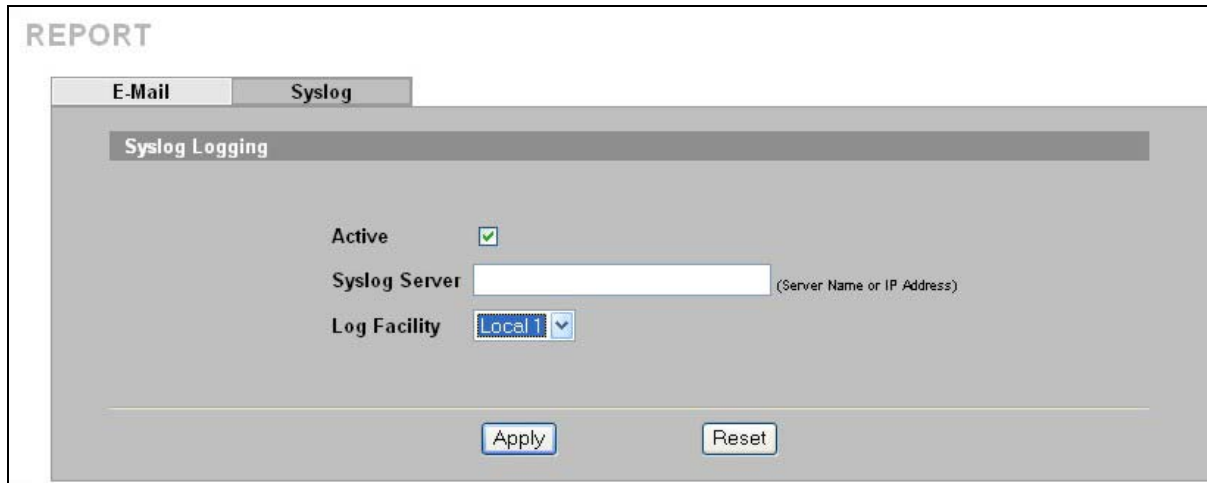 REPORT
E-Mail Syslog
Syslog Logging
Active
Syslog Server (Server Name or IP Address)
Log Facility Local 1
Apply Reset